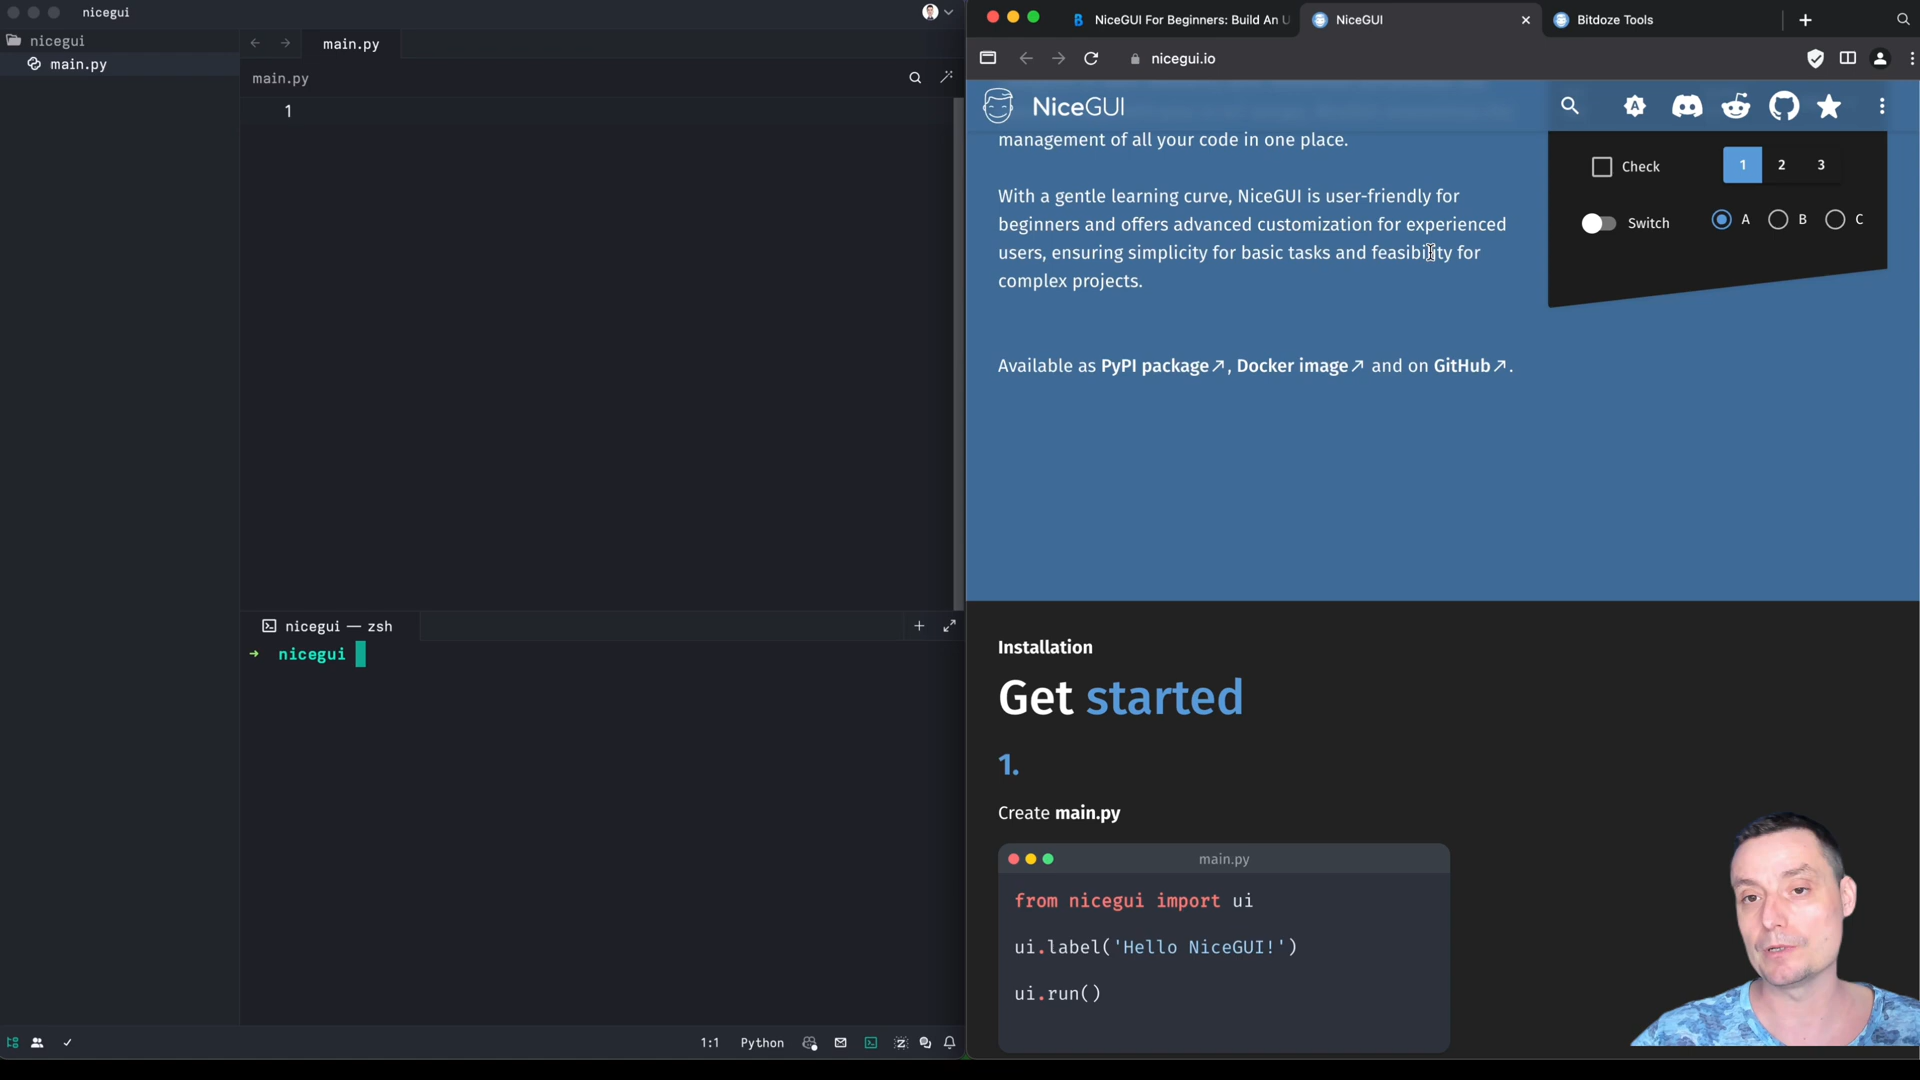 nicegui
nicegui
main.py
main.py
main.py
1
nicegui — zsh
→ nicegui
1:1
Python
NiceGUI For Beginners: Build An U
NiceGUI
Bitdoze Tools
nicegui.io
NiceGUI
management of all your code in one place.
With a gentle learning curve, NiceGUI is user-friendly for
beginners and offers advanced customization for experienced
users, ensuring simplicity for basic tasks and feasibility for
complex projects.
Available as PyPI package↗, Docker image↗ and on GitHub↗.
Check
1 2 3
Switch
A B C
Installation
Get started
1.
Create main.py
main.py
from nicegui import ui
ui.label('Hello NiceGUI!')
ui.run()